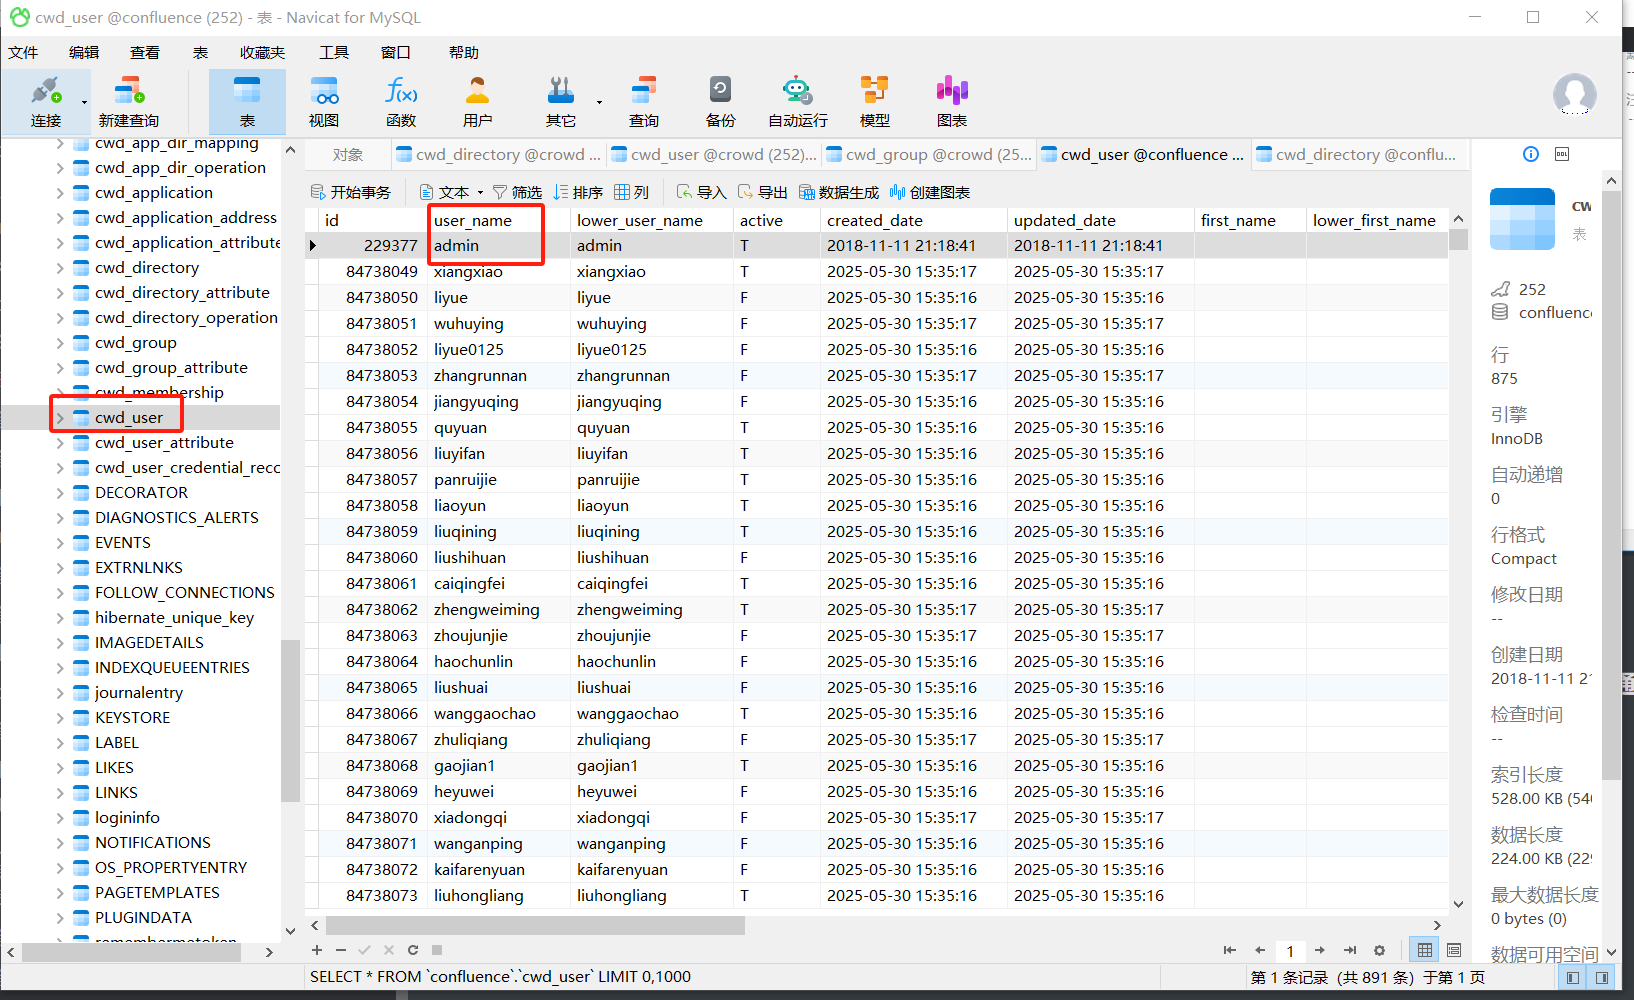 cwd_user @confluence (252) - 表 - Navicat for MySQL
文件 编辑 查看 表 收藏夹 工具 窗口 帮助
连接 新建查询 表 视图 函数 用户 其它 查询 备份 自动运行 模型 图表
f(x)
对象 cwd_directory @crowd ... cwd_user @crowd (252)... cwd_group @crowd (25... cwd_user @confluence ... cwd_directory @conflu...
DDL
开始事务 文本 筛选 排序 列 导入 导出 数据生成 创建图表
cwd_app_dir_mapping
cwd_app_dir_operation
cwd_application
cwd_application_address
cwd_application_attribute
cwd_directory
cwd_directory_attribute
cwd_directory_operation
cwd_group
cwd_group_attribute
cwd_membership
cwd_user
cwd_user_attribute
cwd_user_credential_reco
DECORATOR
DIAGNOSTICS_ALERTS
EVENTS
EXTRNLNKS
FOLLOW_CONNECTIONS
hibernate_unique_key
IMAGEDETAILS
INDEXQUEUEENTRIES
journalentry
KEYSTORE
LABEL
LIKES
LINKS
logininfo
NOTIFICATIONS
OS_PROPERTYENTRY
PAGETEMPLATES
PLUGINDATA
remembermetoken
id user_name lower_user_name active created_date updated_date first_name lower_first_name
229377 admin admin T 2018-11-11 21:18:41 2018-11-11 21:18:41
84738049 xiangxiao xiangxiao T 2025-05-30 15:35:17 2025-05-30 15:35:17
84738050 liyue liyue F 2025-05-30 15:35:16 2025-05-30 15:35:16
84738051 wuhuying wuhuying F 2025-05-30 15:35:17 2025-05-30 15:35:17
84738052 liyue0125 liyue0125 F 2025-05-30 15:35:16 2025-05-30 15:35:16
84738053 zhangrunnan zhangrunnan F 2025-05-30 15:35:16 2025-05-30 15:35:16
84738054 jiangyuqing jiangyuqing F 2025-05-30 15:35:16 2025-05-30 15:35:16
84738055 quyuan quyuan T 2025-05-30 15:35:16 2025-05-30 15:35:16
84738056 liuyifan liuyifan T 2025-05-30 15:35:16 2025-05-30 15:35:16
84738057 panruijie panruijie T 2025-05-30 15:35:16 2025-05-30 15:35:16
84738058 liaoyun liaoyun T 2025-05-30 15:35:16 2025-05-30 15:35:16
84738059 liuqining liuqining T 2025-05-30 15:35:16 2025-05-30 15:35:16
84738060 liushihuan liushihuan F 2025-05-30 15:35:16 2025-05-30 15:35:16
84738061 caiqingfei caiqingfei T 2025-05-30 15:35:16 2025-05-30 15:35:16
84738062 zhengweiming zhengweiming T 2025-05-30 15:35:17 2025-05-30 15:35:17
84738063 zhoujunjie zhoujunjie F 2025-05-30 15:35:17 2025-05-30 15:35:17
84738064 haochunlin haochunlin F 2025-05-30 15:35:16 2025-05-30 15:35:16
84738065 liushuai liushuai F 2025-05-30 15:35:16 2025-05-30 15:35:16
84738066 wanggaochao wanggaochao T 2025-05-30 15:35:16 2025-05-30 15:35:16
84738067 zhuliqiang zhuliqiang F 2025-05-30 15:35:17 2025-05-30 15:35:17
84738068 gaojian1 gaojian1 T 2025-05-30 15:35:16 2025-05-30 15:35:16
84738069 heyuwei heyuwei F 2025-05-30 15:35:16 2025-05-30 15:35:16
84738070 xiadongqi xiadongqi F 2025-05-30 15:35:16 2025-05-30 15:35:16
84738071 wanganping wanganping F 2025-05-30 15:35:16 2025-05-30 15:35:16
84738072 kaifarenyuan kaifarenyuan F 2025-05-30 15:35:16 2025-05-30 15:35:16
84738073 liuhongliang liuhongliang T 2025-05-30 15:35:16 2025-05-30 15:35:16
cw
表
252
confluenc
行
875
引擎
InnoDB
自动递增
0
行格式
Compact
修改日期
--
创建日期
2018-11-11 21
检查时间
--
索引长度
528.00 KB (540
数据长度
224.00 KB (229
最大数据长度
0 bytes (0)
数据可用空间
1
SELECT * FROM `confluence`.`cwd_user` LIMIT 0,1000
第 1 条记录 (共 891 条) 于第 1 页